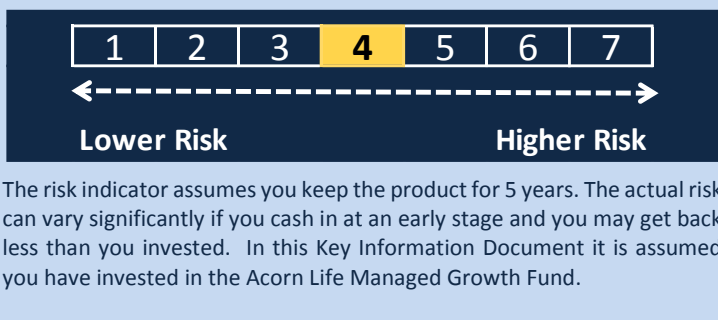 1 2 3 4 5 6 7
Lower Risk Higher Risk
The risk indicator assumes you keep the product for 5 years. The actual risk
can vary significantly if you cash in at an early stage and you may get back
less than you invested. In this Key Information Document it is assumed
you have invested in the Acorn Life Managed Growth Fund.